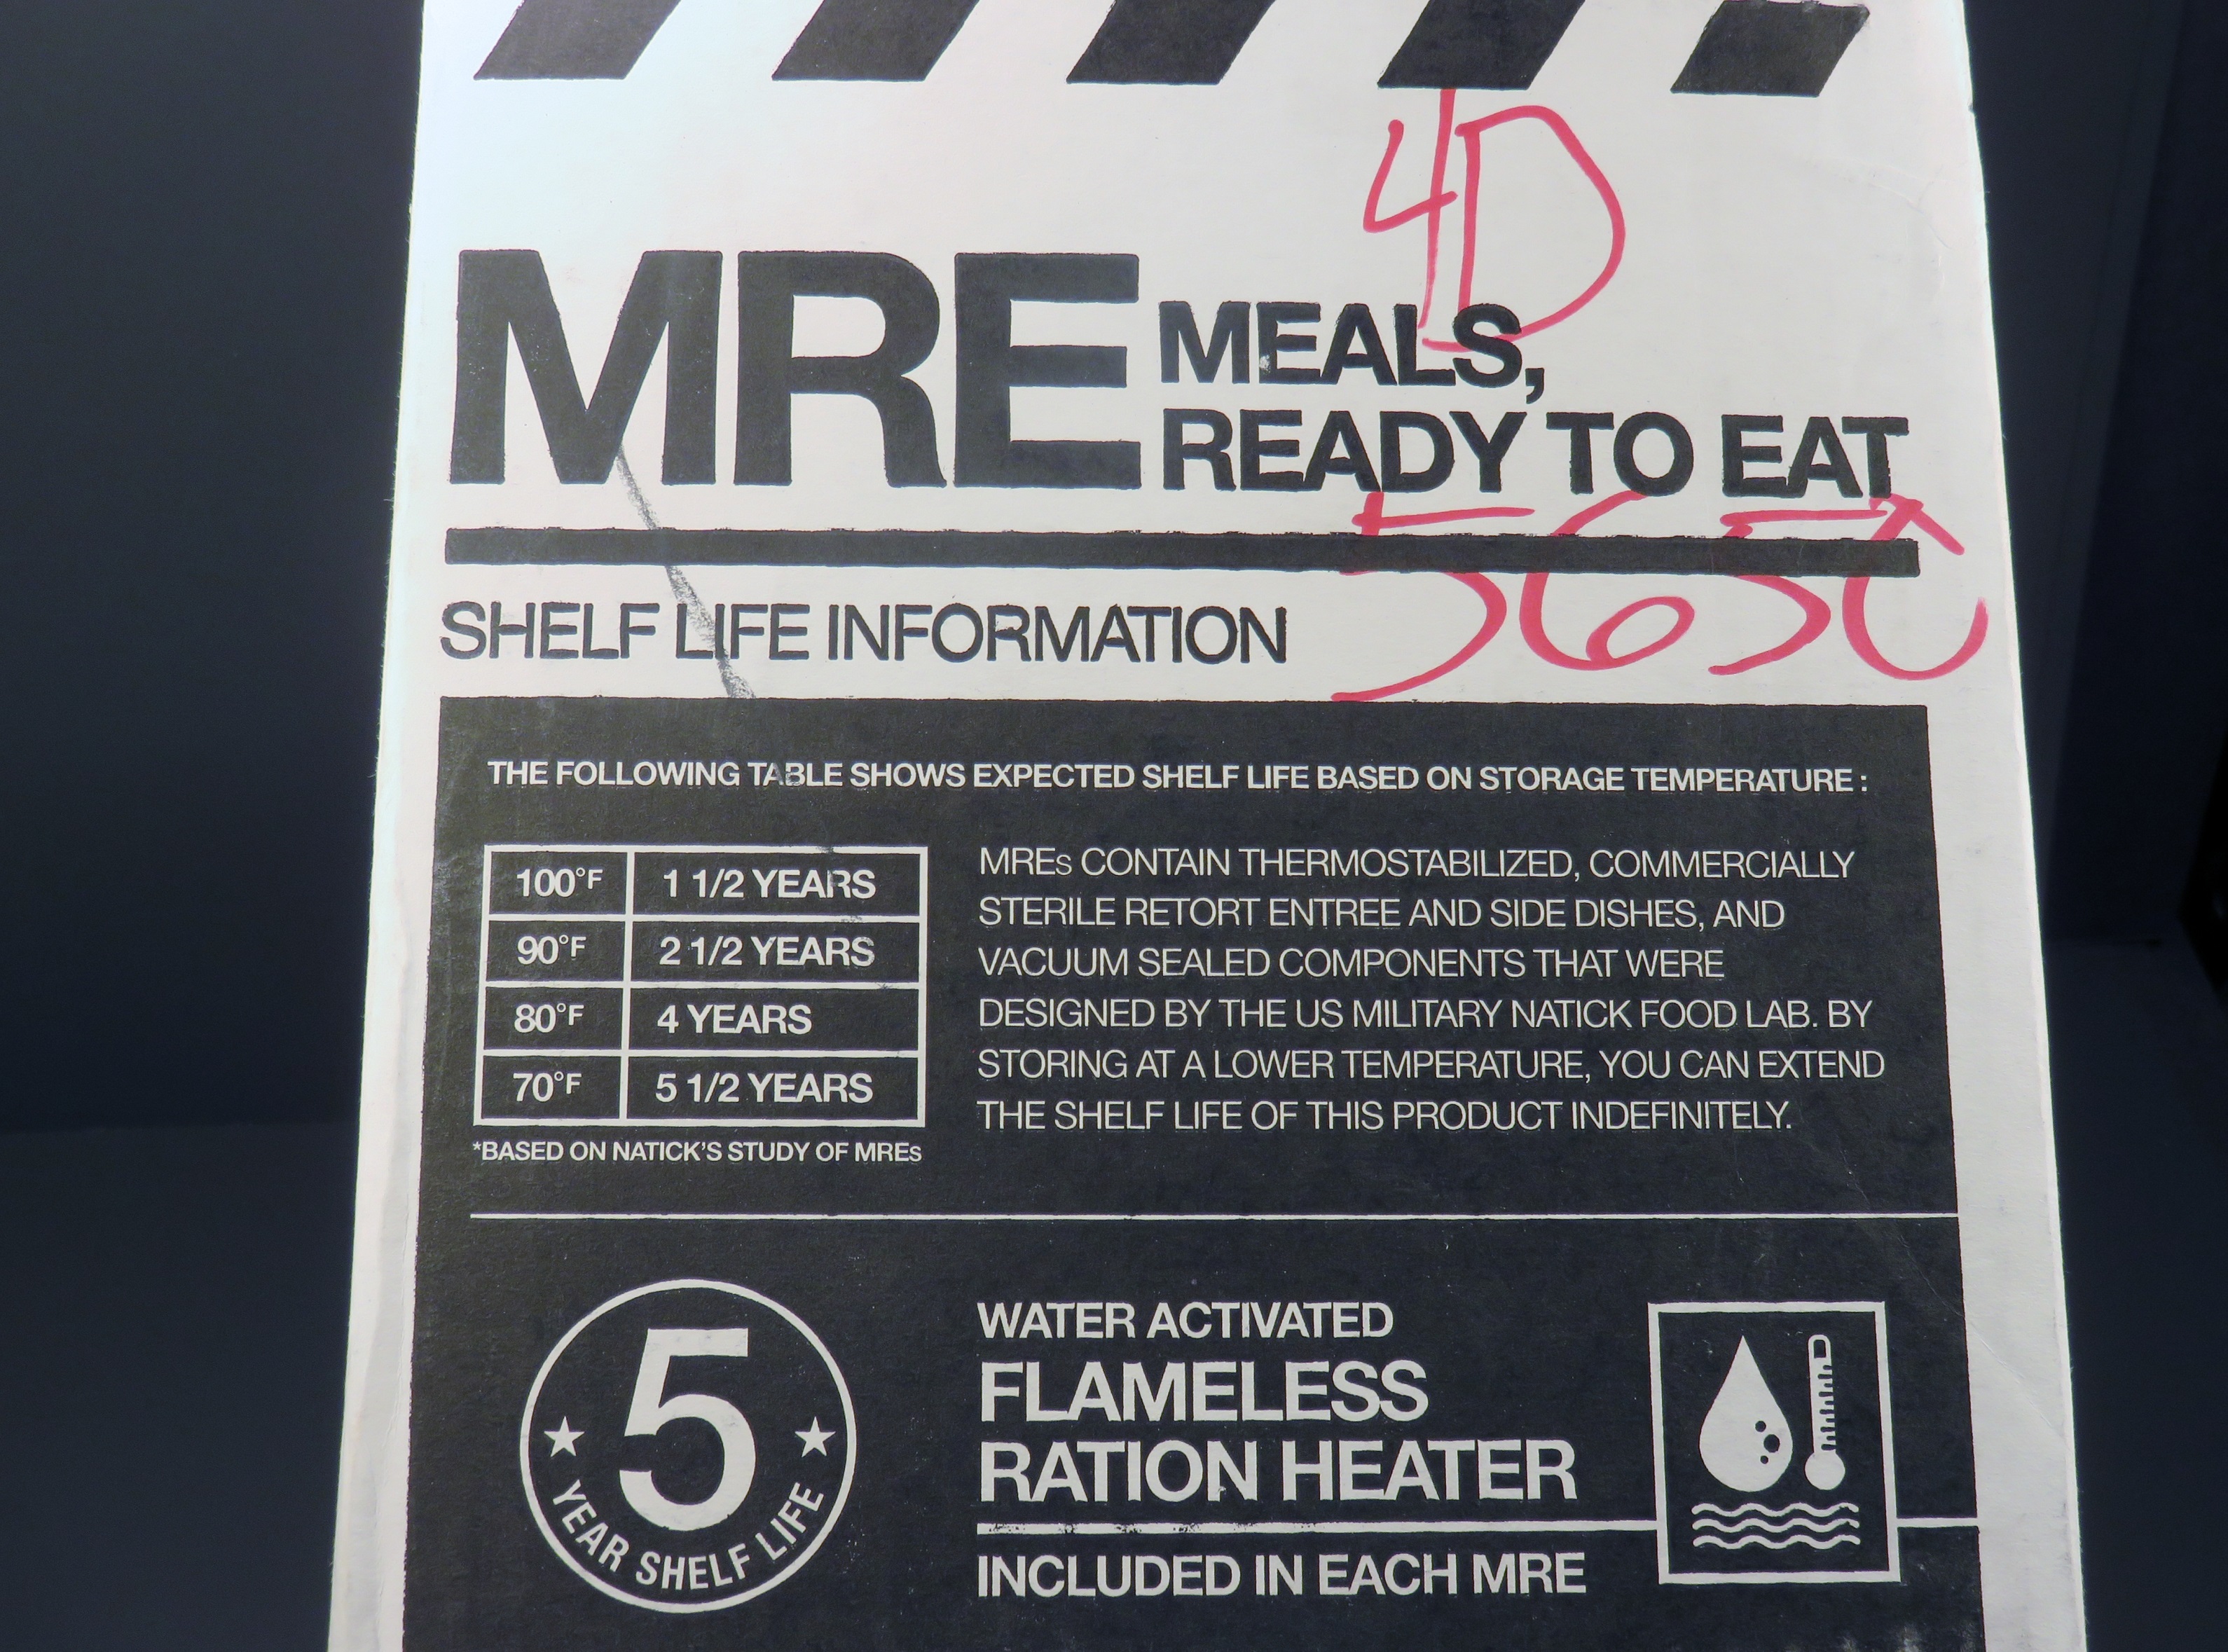 4D
MRE MEALS,
READY TO EAT
5650
SHELF LIFE INFORMATION
THE FOLLOWING TABLE SHOWS EXPECTED SHELF LIFE BASED ON STORAGE TEMPERATURE :
100°F 1 1/2 YEARS
90°F 2 1/2 YEARS
80°F 4 YEARS
70°F 5 1/2 YEARS
*BASED ON NATICK'S STUDY OF MREs
MREs CONTAIN THERMOSTABILIZED, COMMERCIALLY
STERILE RETORT ENTREE AND SIDE DISHES, AND
VACUUM SEALED COMPONENTS THAT WERE
DESIGNED BY THE US MILITARY NATICK FOOD LAB. BY
STORING AT A LOWER TEMPERATURE, YOU CAN EXTEND
THE SHELF LIFE OF THIS PRODUCT INDEFINITELY.
5
YEAR SHELF LIFE
WATER ACTIVATED
FLAMELESS
RATION HEATER
INCLUDED IN EACH MRE